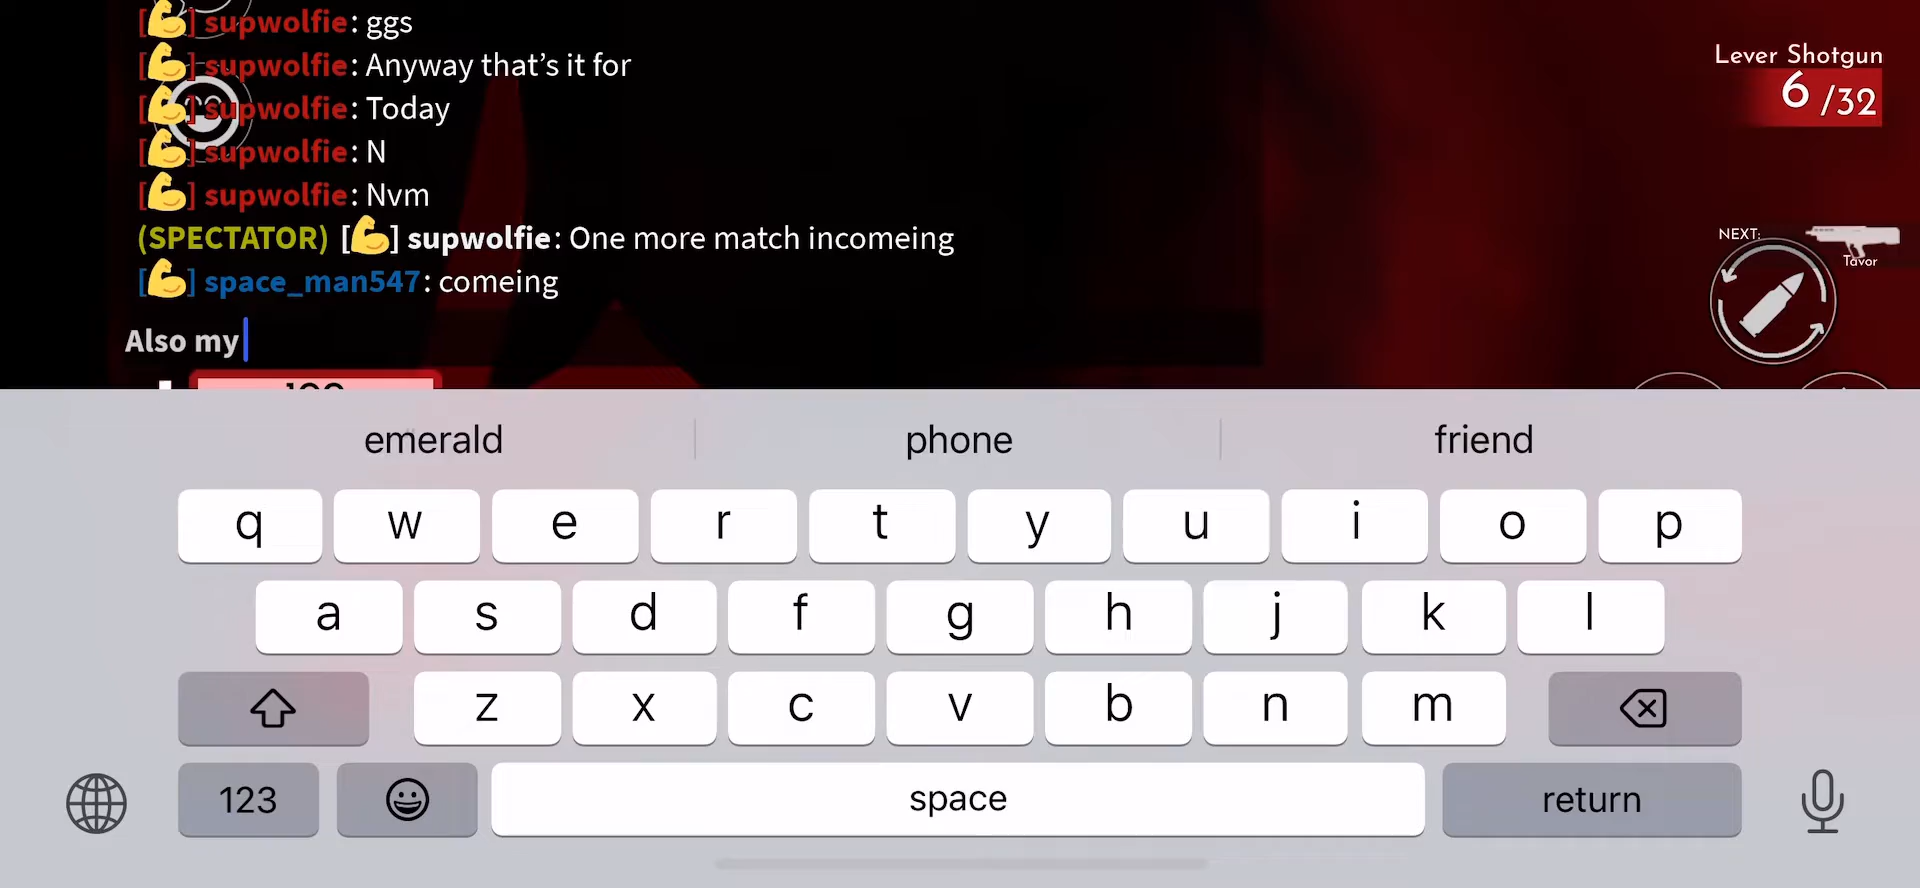 [💪] supwolfie: ggs
[💪] supwolfie: Anyway that’s it for
[💪] supwolfie: Today
[💪] supwolfie: N
[💪] supwolfie: Nvm
(SPECTATOR) [💪] supwolfie: One more match incomeing
[💪] space_man547: comeing
Also my
Lever Shotgun
6 /32
NEXT:
Tavor
emerald phone friend
q w e r t y u i o p
a s d f g h j k l
z x c v b n m
123 space return